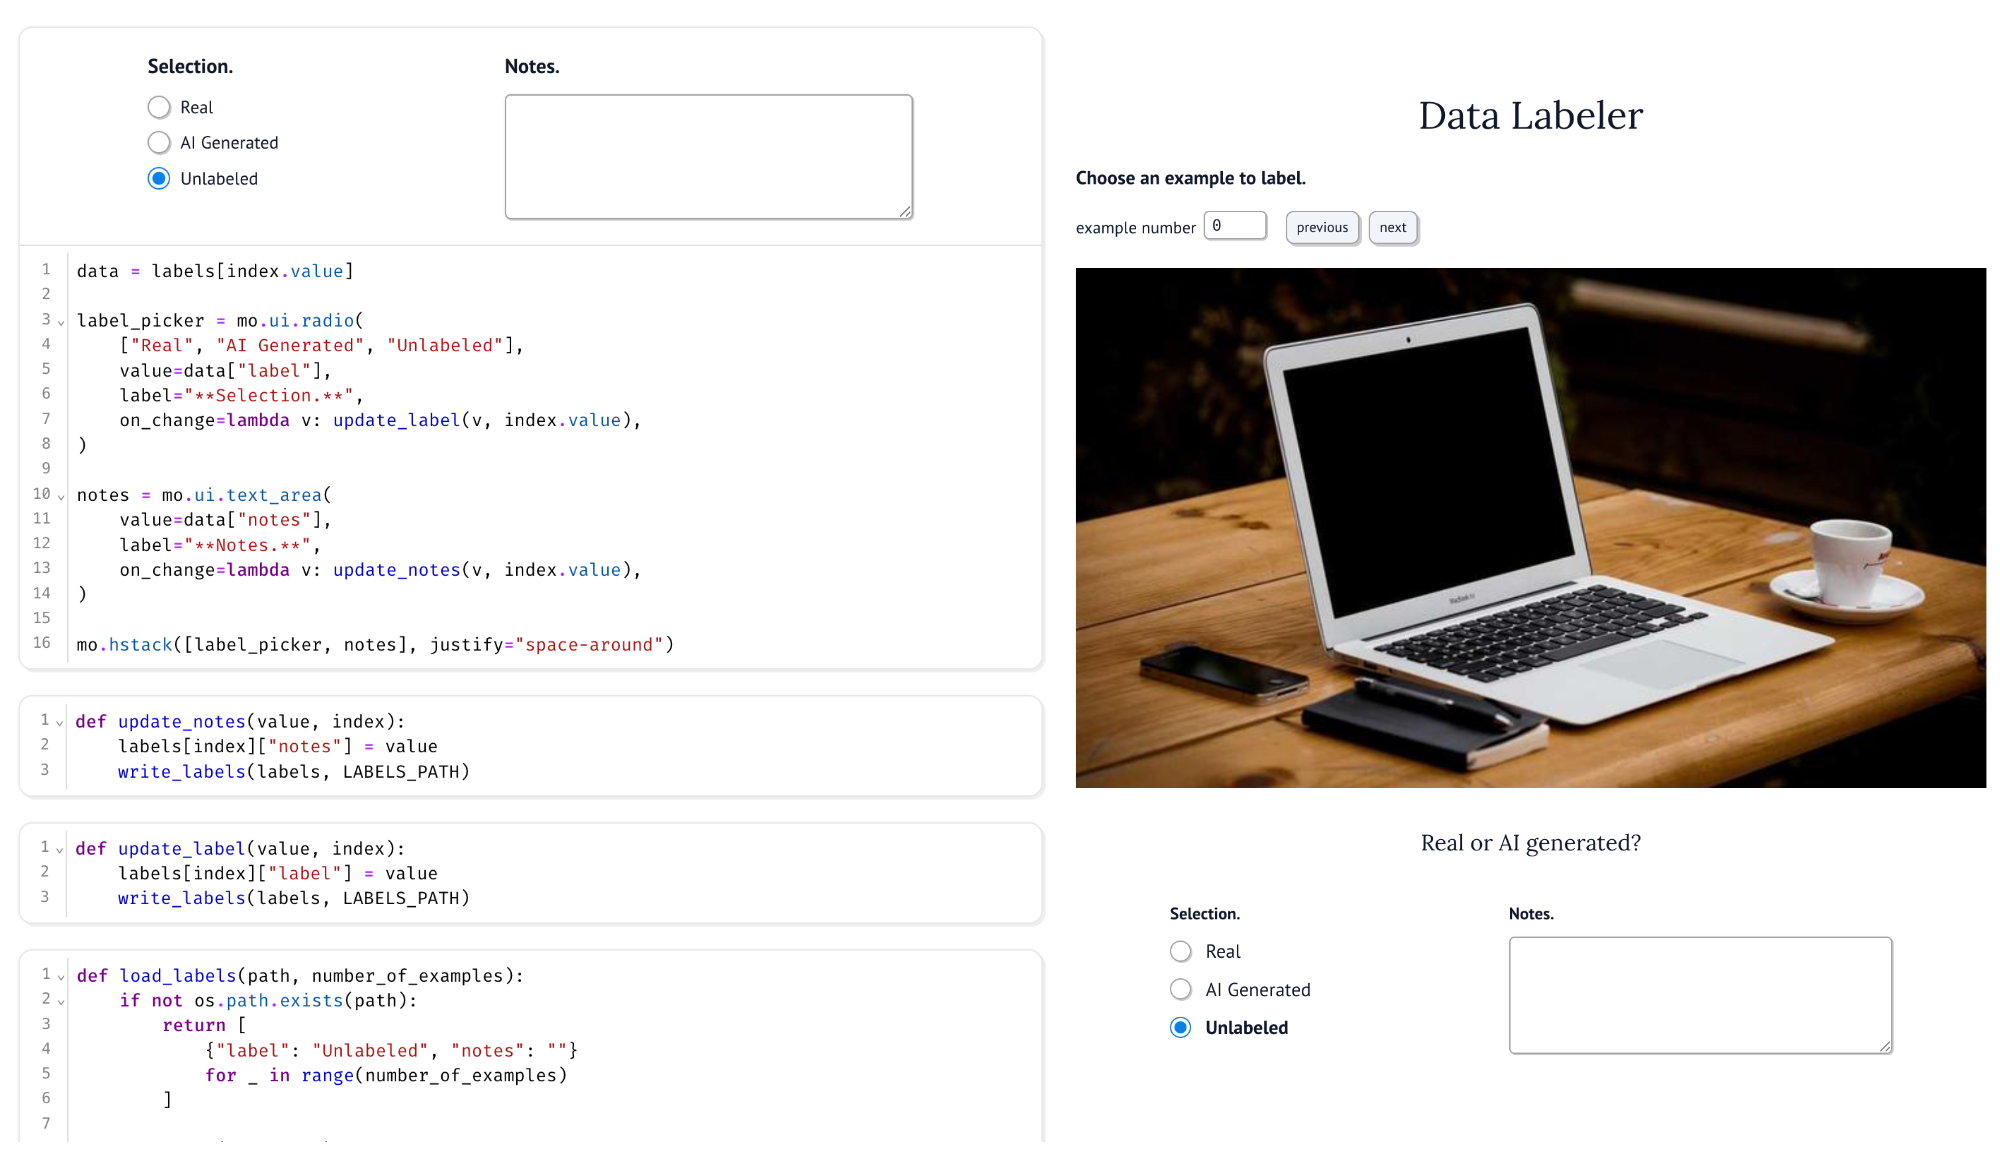 Selection.
Real
AI Generated
Unlabeled
Notes.
1 data = labels[index.value]
2
3 label_picker = mo.ui.radio(
4     ["Real", "AI Generated", "Unlabeled"],
5     value=data["label"],
6     label="**Selection.**",
7     on_change=lambda v: update_label(v, index.value),
8 )
9
10 notes = mo.ui.text_area(
11     value=data["notes"],
12     label="**Notes.**",
13     on_change=lambda v: update_notes(v, index.value),
14 )
15
16 mo.hstack([label_picker, notes], justify="space-around")
1 def update_notes(value, index):
2     labels[index]["notes"] = value
3     write_labels(labels, LABELS_PATH)
1 def update_label(value, index):
2     labels[index]["label"] = value
3     write_labels(labels, LABELS_PATH)
1 def load_labels(path, number_of_examples):
2     if not os.path.exists(path):
3         return [
4             {"label": "Unlabeled", "notes": ""}
5             for _ in range(number_of_examples)
6         ]
7
Data Labeler
Choose an example to label.
example number 0 previous next
Real or AI generated?
Selection.
Real
AI Generated
Unlabeled
Notes.